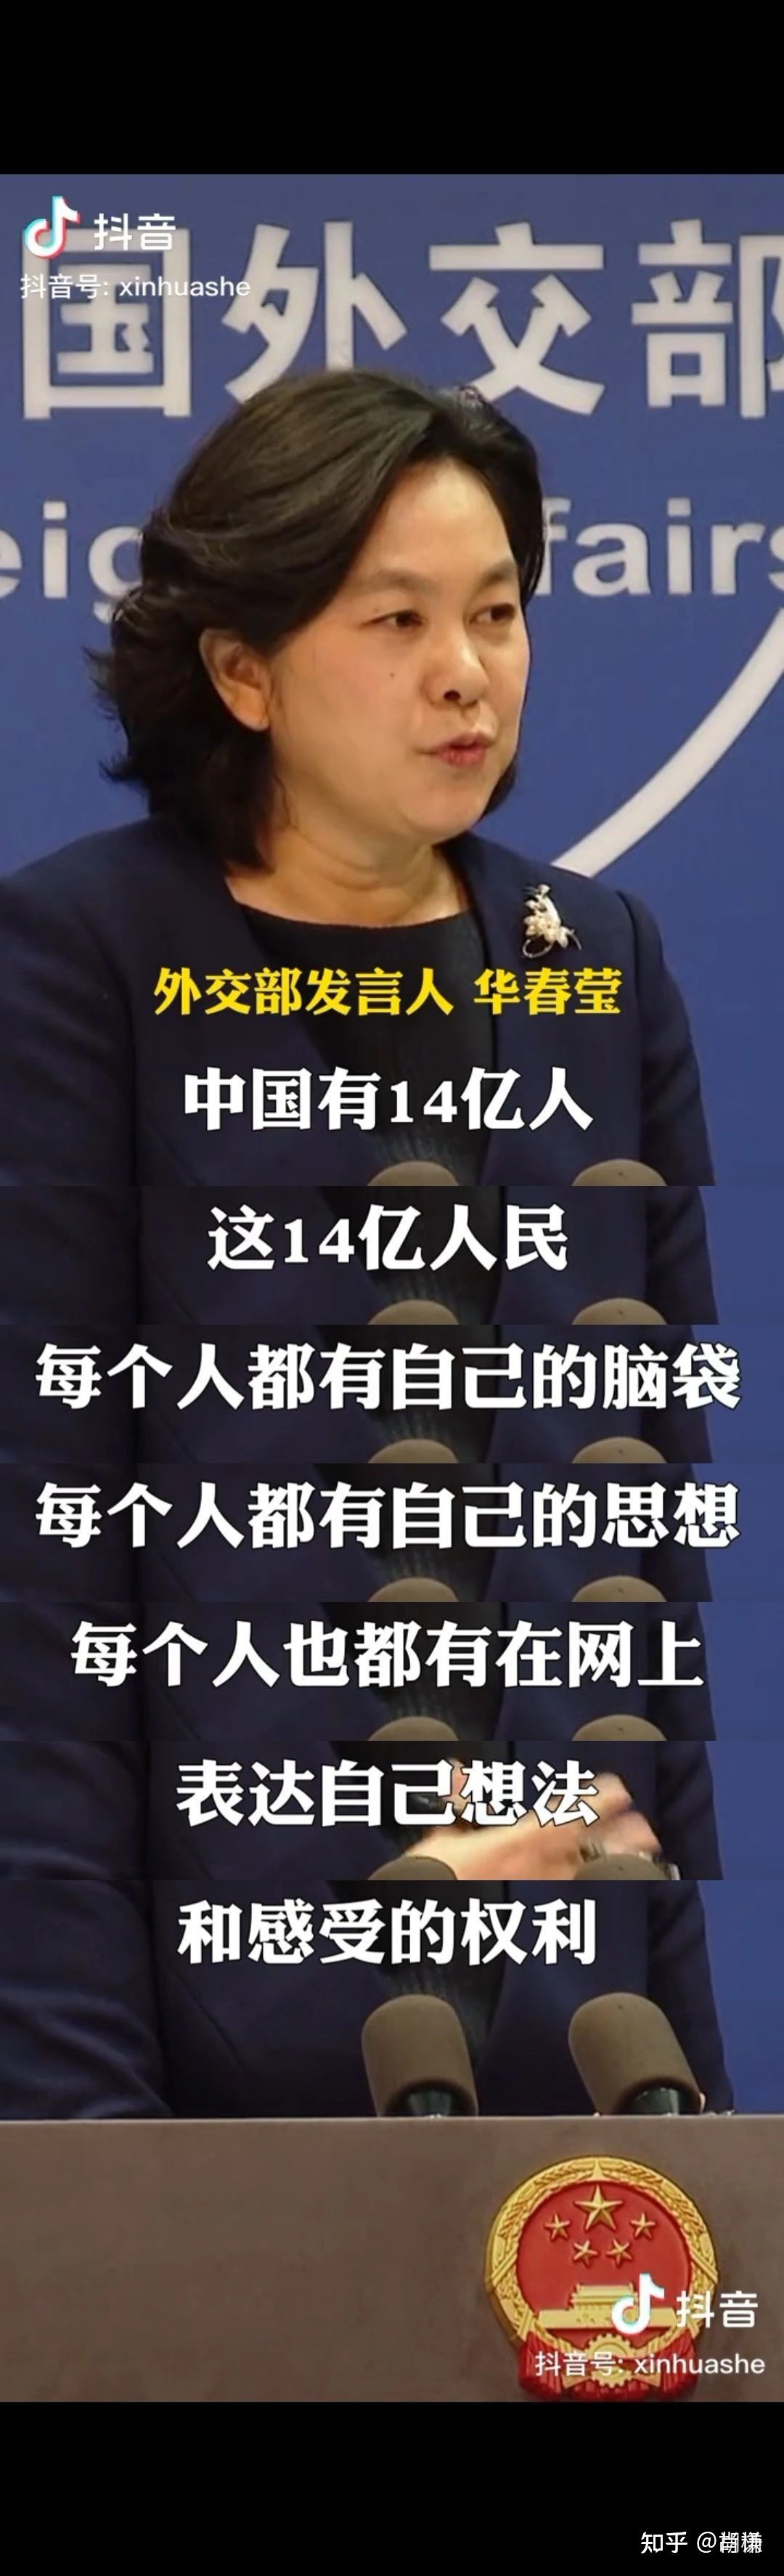 抖音
抖音号: xinhuashe
国外交部
eig fairs
外交部发言人 华春莹
中国有14亿人
这14亿人民
每个人都有自己的脑袋
每个人都有自己的思想
每个人也都有在网上
表达自己想法
和感受的权利
抖音
抖音号: xinhuashe
知乎